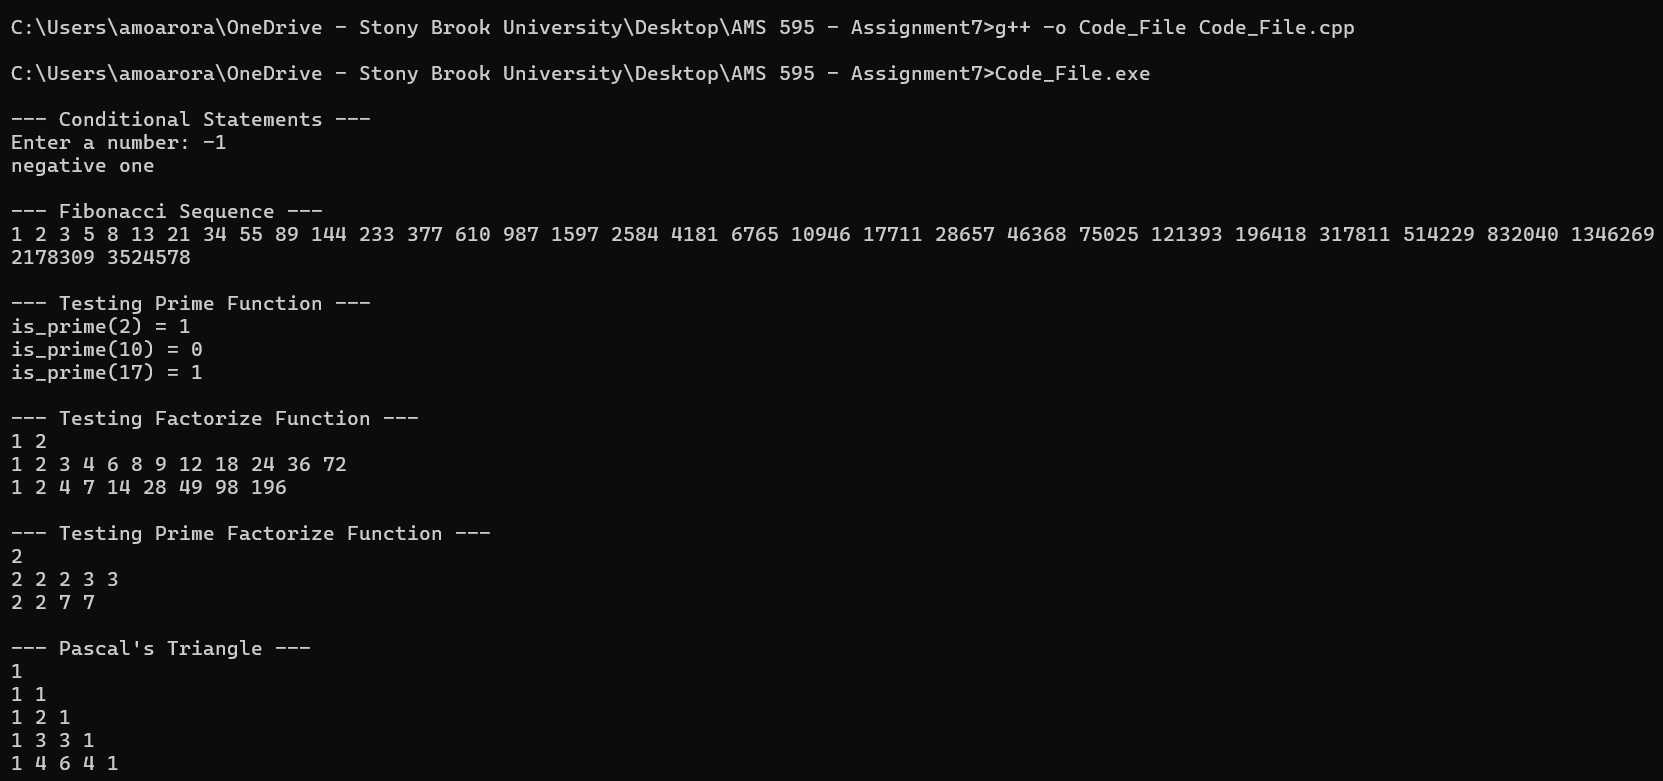 C:\Users\amoarora\OneDrive - Stony Brook University\Desktop\AMS 595 - Assignment7>g++ -o Code_File Code_File.cpp
C:\Users\amoarora\OneDrive - Stony Brook University\Desktop\AMS 595 - Assignment7>Code_File.exe
--- Conditional Statements ---
Enter a number: -1
negative one
--- Fibonacci Sequence ---
1 2 3 5 8 13 21 34 55 89 144 233 377 610 987 1597 2584 4181 6765 10946 17711 28657 46368 75025 121393 196418 317811 514229 832040 1346269
2178309 3524578
--- Testing Prime Function ---
is_prime(2) = 1
is_prime(10) = 0
is_prime(17) = 1
--- Testing Factorize Function ---
1 2
1 2 3 4 6 8 9 12 18 24 36 72
1 2 4 7 14 28 49 98 196
--- Testing Prime Factorize Function ---
2
2 2 2 3 3
2 2 7 7
--- Pascal's Triangle ---
1
1 1
1 2 1
1 3 3 1
1 4 6 4 1